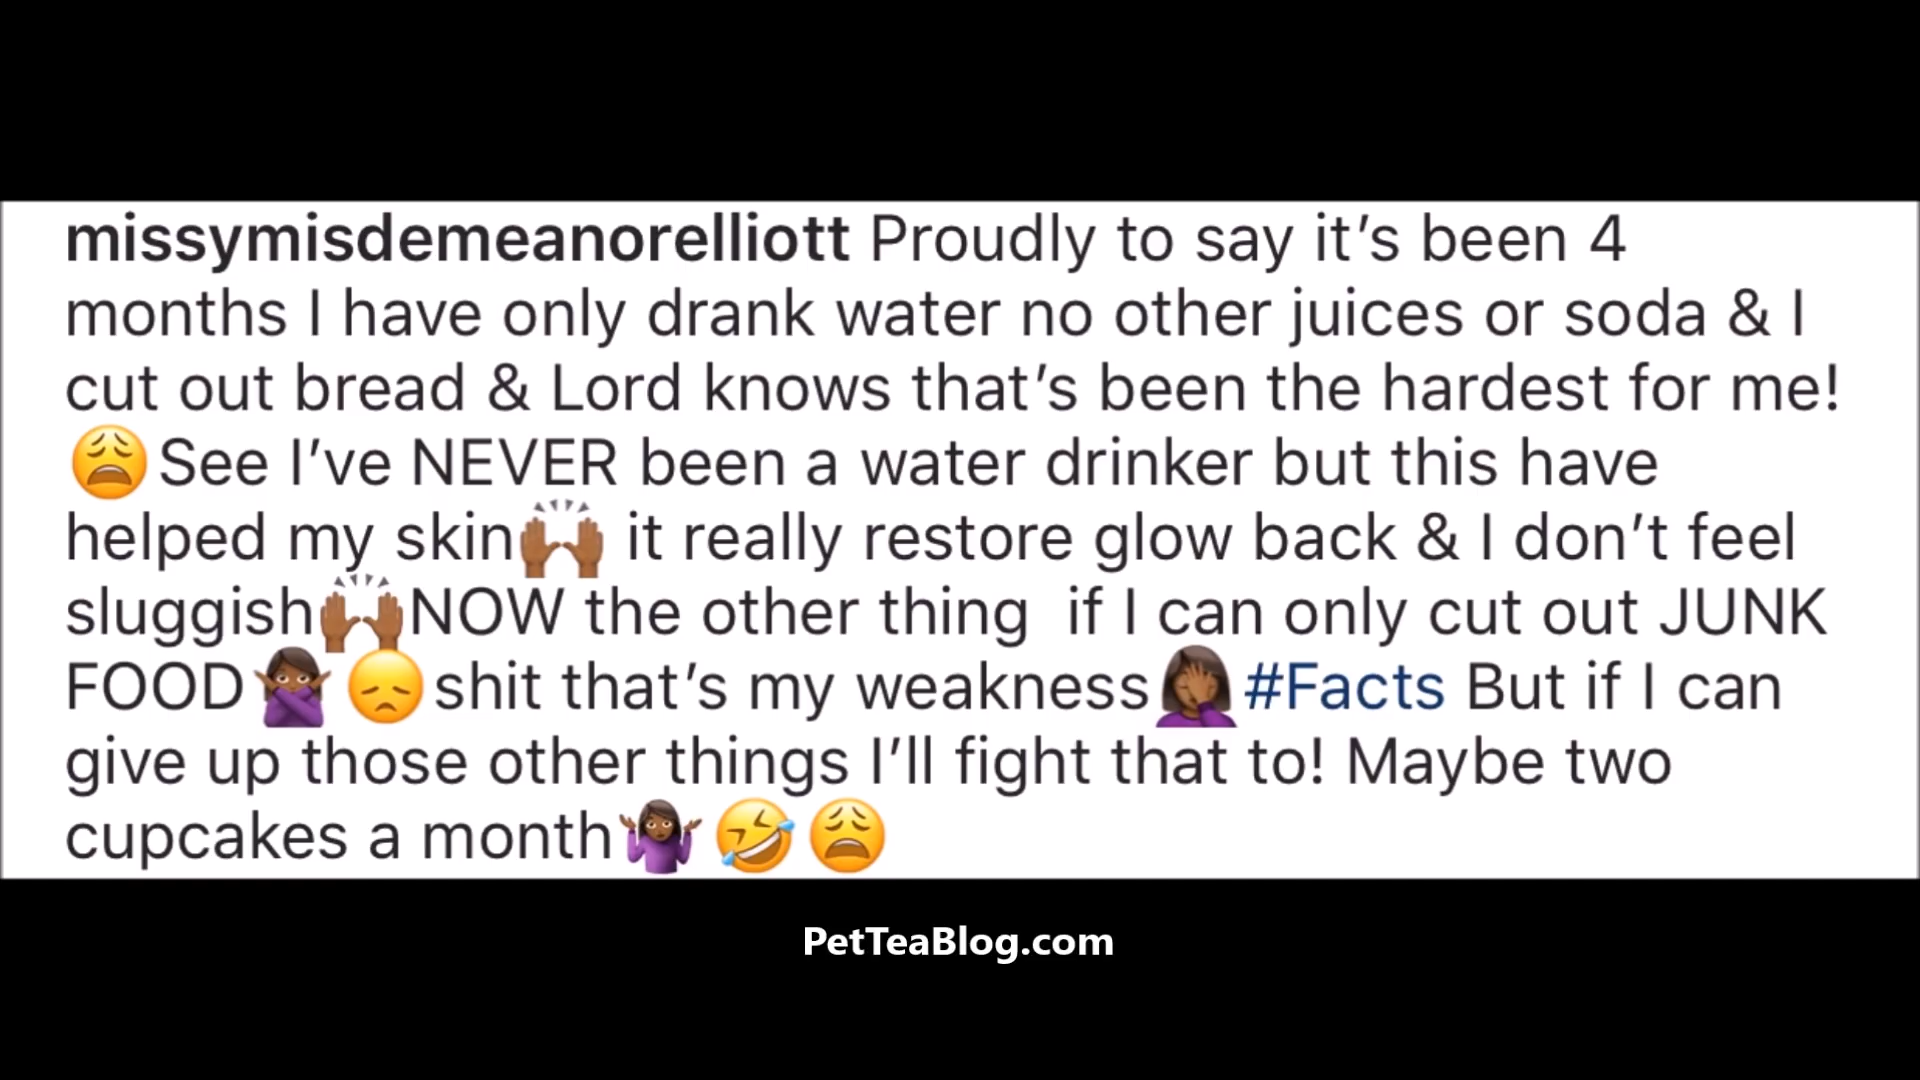 missymisdemeanorelliott Proudly to say it’s been 4
months I have only drank water no other juices or soda & I
cut out bread & Lord knows that’s been the hardest for me!
😩See I’ve NEVER been a water drinker but this have
helped my skin🙌🏾 it really restore glow back & I don’t feel
sluggish🙌🏾NOW the other thing  if I can only cut out JUNK
FOOD🙅🏾‍♀️😞shit that’s my weakness🤦🏾‍♀️#Facts But if I can
give up those other things I’ll fight that to! Maybe two
cupcakes a month🤷🏾‍♀️🤣😩
PetTeaBlog.com